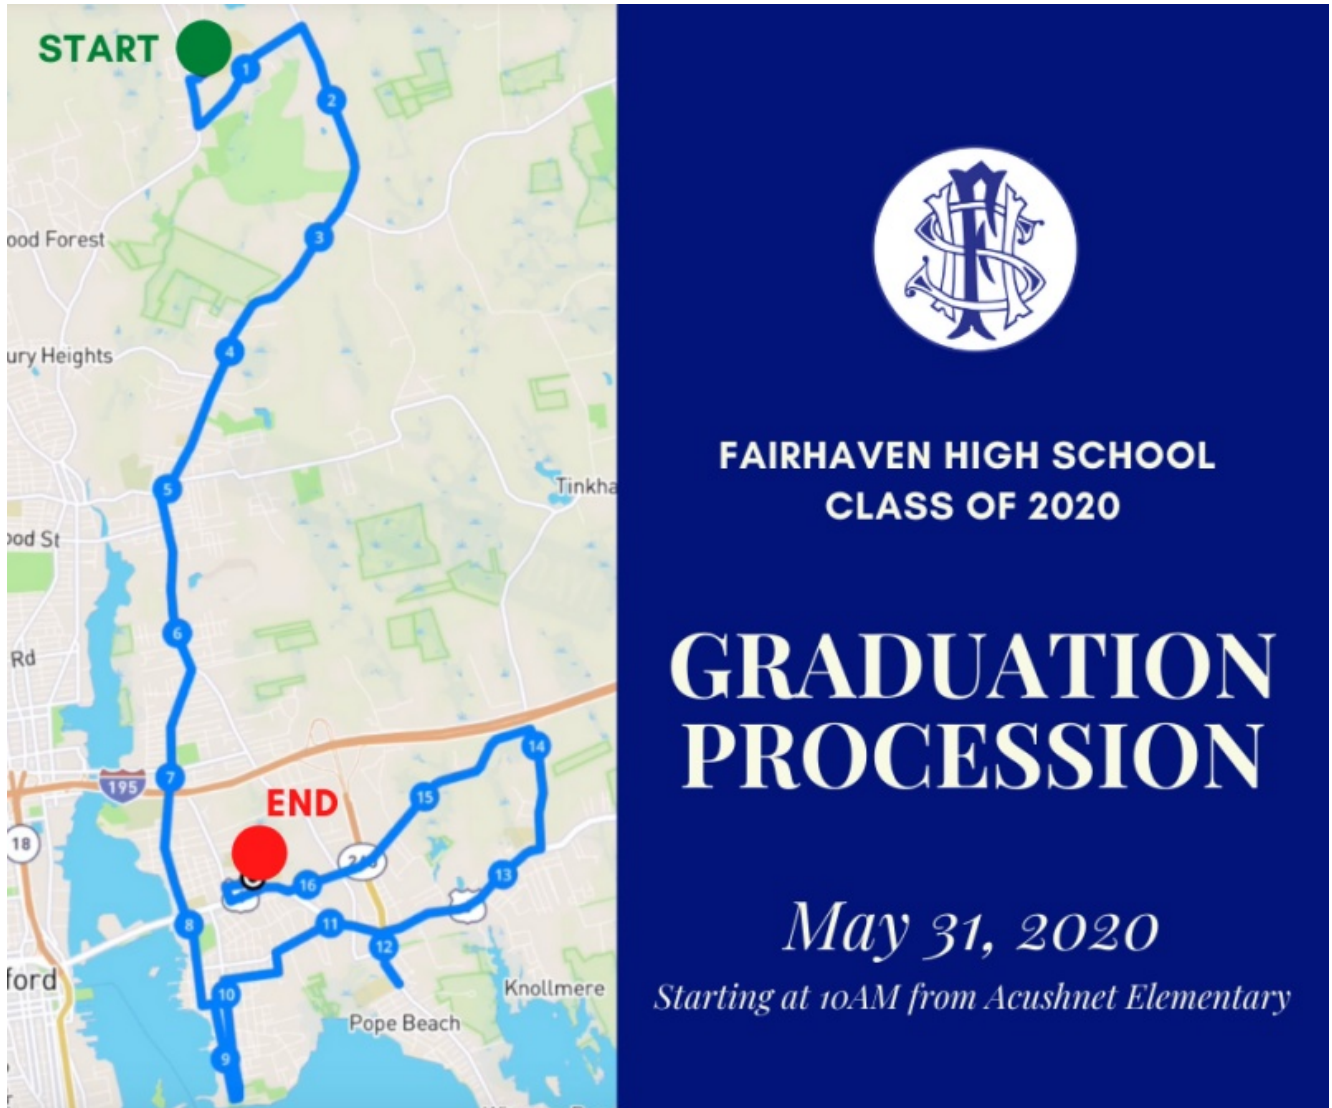 START
1
2
3
ood Forest
4
ury Heights
5
Tinkha
ood St
6
Rd
14
7
195
15
END
18
16
13
11
8
12
ford
10
Knollmere
Pope Beach
9
FHS
FAIRHAVEN HIGH SCHOOL
CLASS OF 2020
GRADUATION
PROCESSION
May 31, 2020
Starting at 10AM from Acushnet Elementary